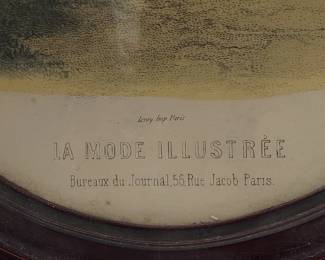 Leroy Imp Paris
LA MODE ILLUSTRÉE
Bureaux du Journal, 56, Rue Jacob Paris.